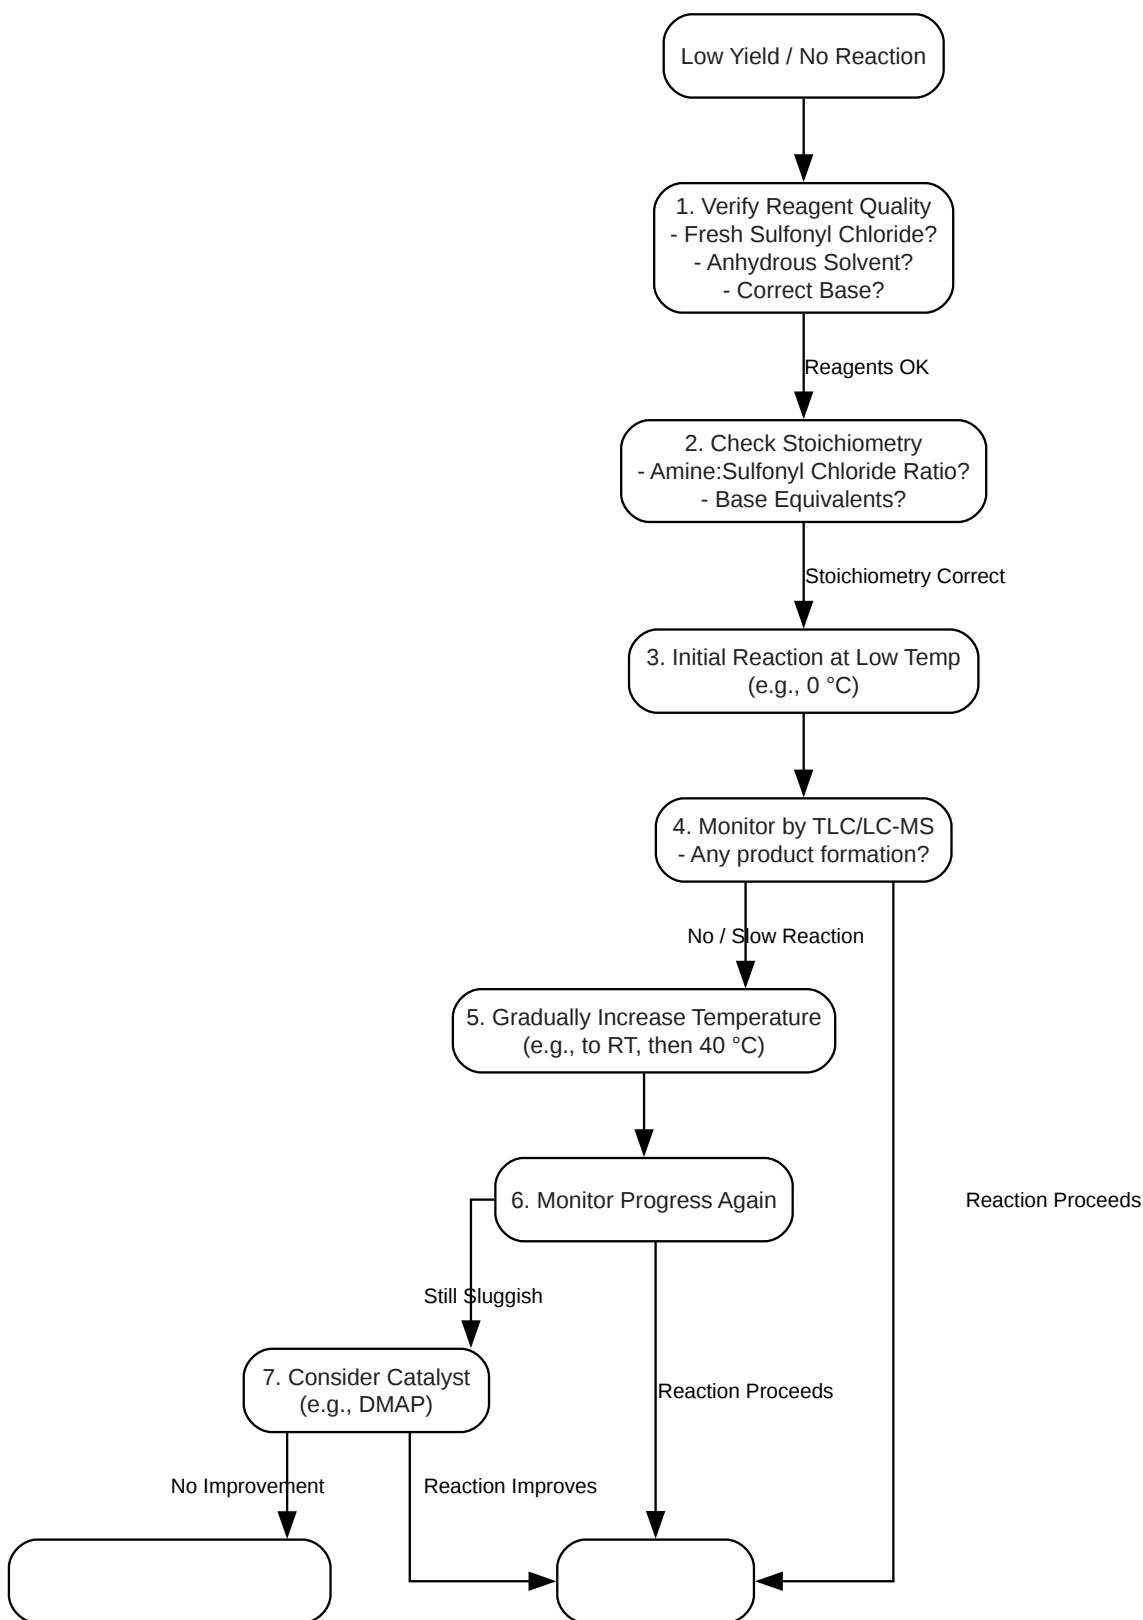 Low Yield / No Reaction
1. Verify Reagent Quality
- Fresh Sulfonyl Chloride?
- Anhydrous Solvent?
- Correct Base?
Reagents OK
2. Check Stoichiometry
- Amine:Sulfonyl Chloride Ratio?
- Base Equivalents?
Stoichiometry Correct
3. Initial Reaction at Low Temp
(e.g., 0 °C)
4. Monitor by TLC/LC-MS
- Any product formation?
No / Slow Reaction
5. Gradually Increase Temperature
(e.g., to RT, then 40 °C)
6. Monitor Progress Again
Reaction Proceeds
Still Sluggish
7. Consider Catalyst
(e.g., DMAP)
Reaction Proceeds
No Improvement
Reaction Improves